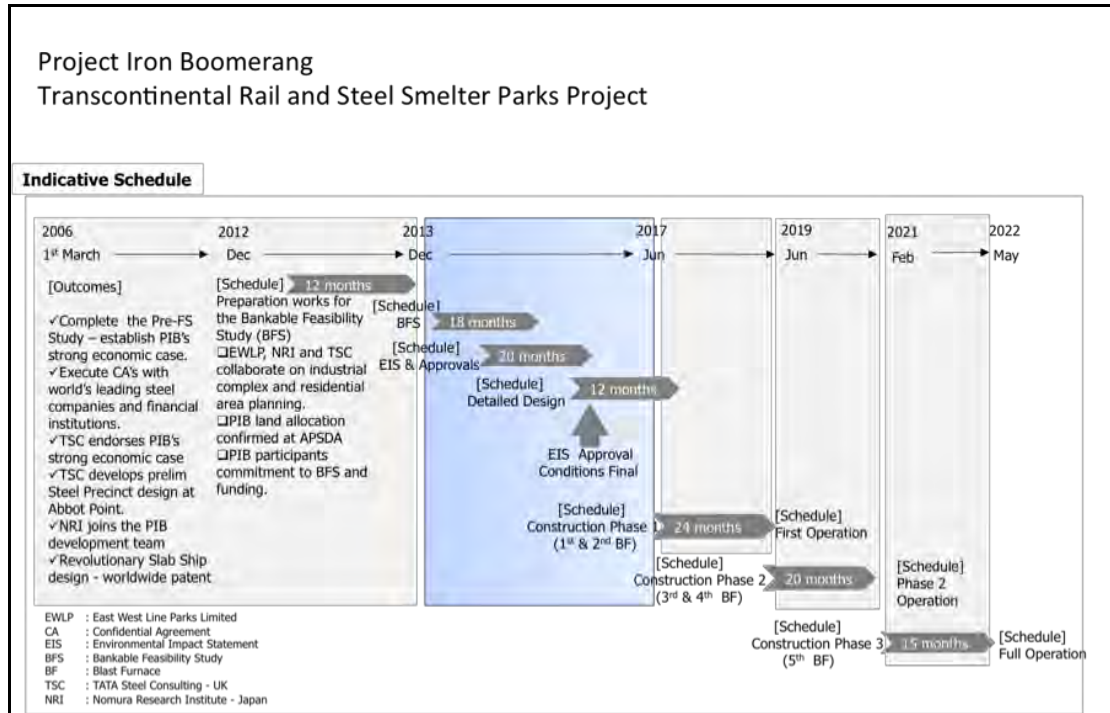 Project Iron Boomerang
Transcontinental Rail and Steel Smelter Parks Project
Indicative Schedule
2006
1st March
2012
Dec
2013
Dec
2017
Jun
2019
Jun
2021
Feb
2022
May
[Outcomes]
✓Complete the Pre-FS
Study – establish PIB's
strong economic case.
✓Execute CA's with
world's leading steel
companies and financial
institutions.
✓TSC endorses PIB's
strong economic case
✓TSC develops prelim
Steel Precinct design at
Abbot Point.
✓NRI joins the PIB
development team
✓Revolutionary Slab Ship
design - worldwide patent
[Schedule] 12 months
Preparation works for
the Bankable Feasibility
Study (BFS)
❑EWLP, NRI and TSC
collaborate on industrial
complex and residential
area planning.
❑PIB land allocation
confirmed at APSDA
❑PIB participants
commitment to BFS and
funding.
[Schedule]
BFS 18 months
[Schedule]
EIS & Approvals 20 months
[Schedule]
Detailed Design 12 months
EIS Approval
Conditions Final
[Schedule]
Construction Phase 1 24 months
(1st & 2nd BF)
[Schedule]
First Operation
[Schedule]
Construction Phase 2 20 months
(3rd & 4th BF)
[Schedule]
Phase 2
Operation
[Schedule]
Construction Phase 3 15 months
(5th BF)
[Schedule]
Full Operation
EWLP : East West Line Parks Limited
CA : Confidential Agreement
EIS : Environmental Impact Statement
BFS : Bankable Feasibility Study
BF : Blast Furnace
TSC : TATA Steel Consulting - UK
NRI : Nomura Research Institute - Japan